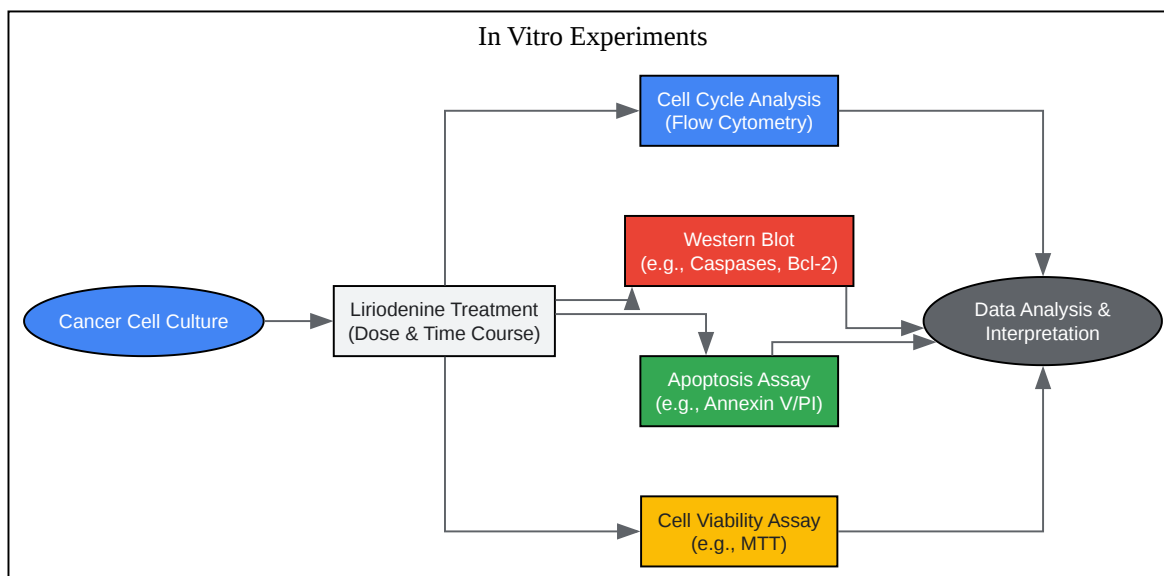 In Vitro Experiments
Cell Cycle Analysis
(Flow Cytometry)
Western Blot
(e.g., Caspases, Bcl-2)
Cancer Cell Culture
Liriodenine Treatment
(Dose & Time Course)
Data Analysis &
Interpretation
Apoptosis Assay
(e.g., Annexin V/PI)
Cell Viability Assay
(e.g., MTT)